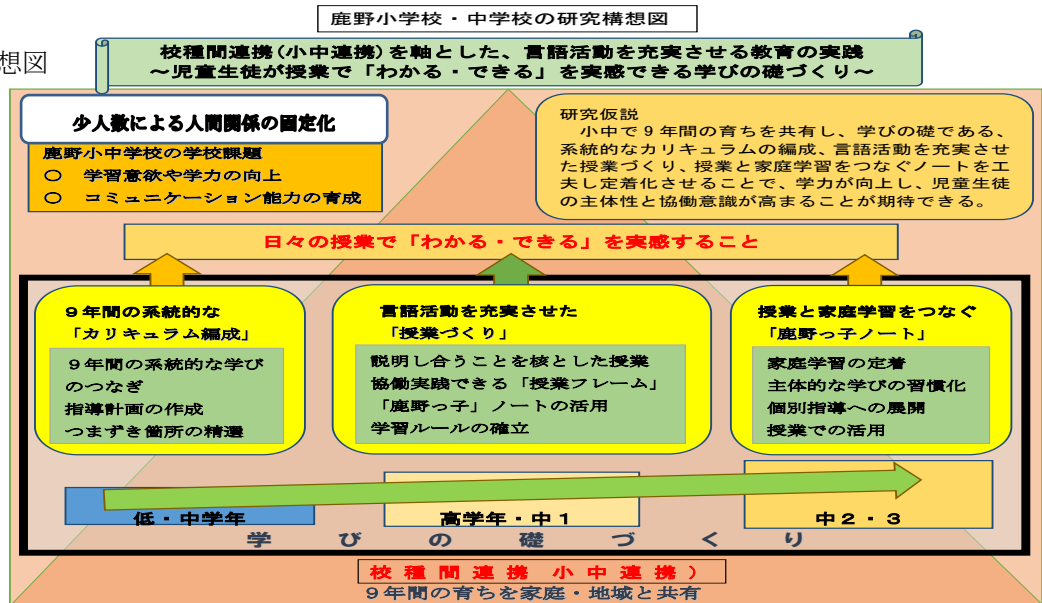 鹿野小学校・中学校の研究構想図
想図
校種間連携(小中連携)を軸とした、言語活動を充実させる教育の実践
~児童生徒が授業で「わかる・できる」を実感できる学びの礎づくり~
少人数による人間関係の固定化
鹿野小中学校の学校課題
○ 学習意欲や学力の向上
○ コミュニケーション能力の育成
研究仮説
小中で9年間の育ちを共有し、学びの礎である、
系統的なカリキュラムの編成、言語活動を充実させ
た授業づくり、授業と家庭学習をつなぐノートを工
夫し定着化させることで、学力が向上し、児童生徒
の主体性と協働意識が高まることが期待できる。
日々の授業で「わかる・できる」を実感すること
9年間の系統的な
「カリキュラム編成」
9年間の系統的な学び
のつなぎ
指導計画の作成
つまずき箇所の精選
言語活動を充実させた
「授業づくり」
説明し合うことを核とした授業
協働実践できる「授業フレーム」
「鹿野っ子」ノートの活用
学習ルールの確立
授業と家庭学習をつなぐ
「鹿野っ子ノート」
家庭学習の定着
主体的な学びの習慣化
個別指導への展開
授業での活用
低・中学年
高学年・中1
中2・3
学びの礎づくり
校種間連携 小中連携)
9年間の育ちを家庭・地域と共有